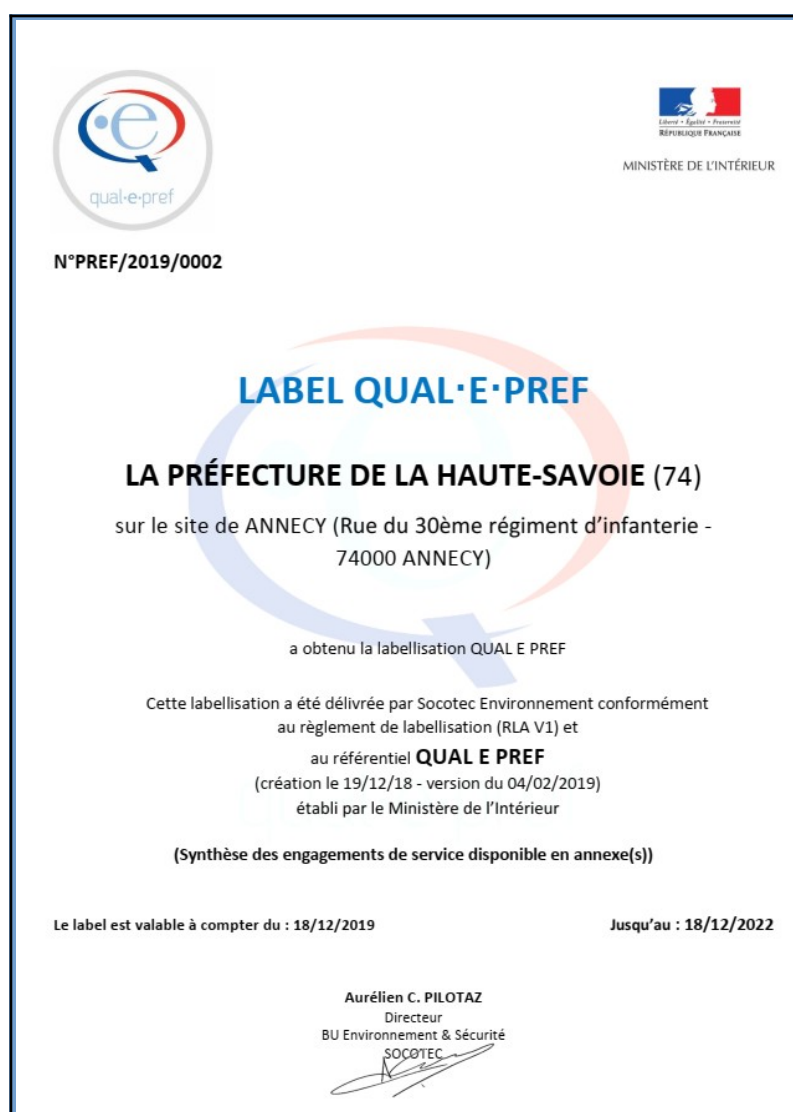 qual·e·pref
Liberté • Égalité • Fraternité
RÉPUBLIQUE FRANÇAISE
MINISTÈRE DE L'INTÉRIEUR
N°PREF/2019/0002
LABEL QUAL·E·PREF
LA PRÉFECTURE DE LA HAUTE-SAVOIE (74)
sur le site de ANNECY (Rue du 30ème régiment d'infanterie -
74000 ANNECY)
a obtenu la labellisation QUAL E PREF
Cette labellisation a été délivrée par Socotec Environnement conformément
au règlement de labellisation (RLA V1) et
au référentiel QUAL E PREF
(création le 19/12/18 - version du 04/02/2019)
établi par le Ministère de l'Intérieur
(Synthèse des engagements de service disponible en annexe(s))
Le label est valable à compter du : 18/12/2019
Jusqu'au : 18/12/2022
Aurélien C. PILOTAZ
Directeur
BU Environnement & Sécurité
SOCOTEC